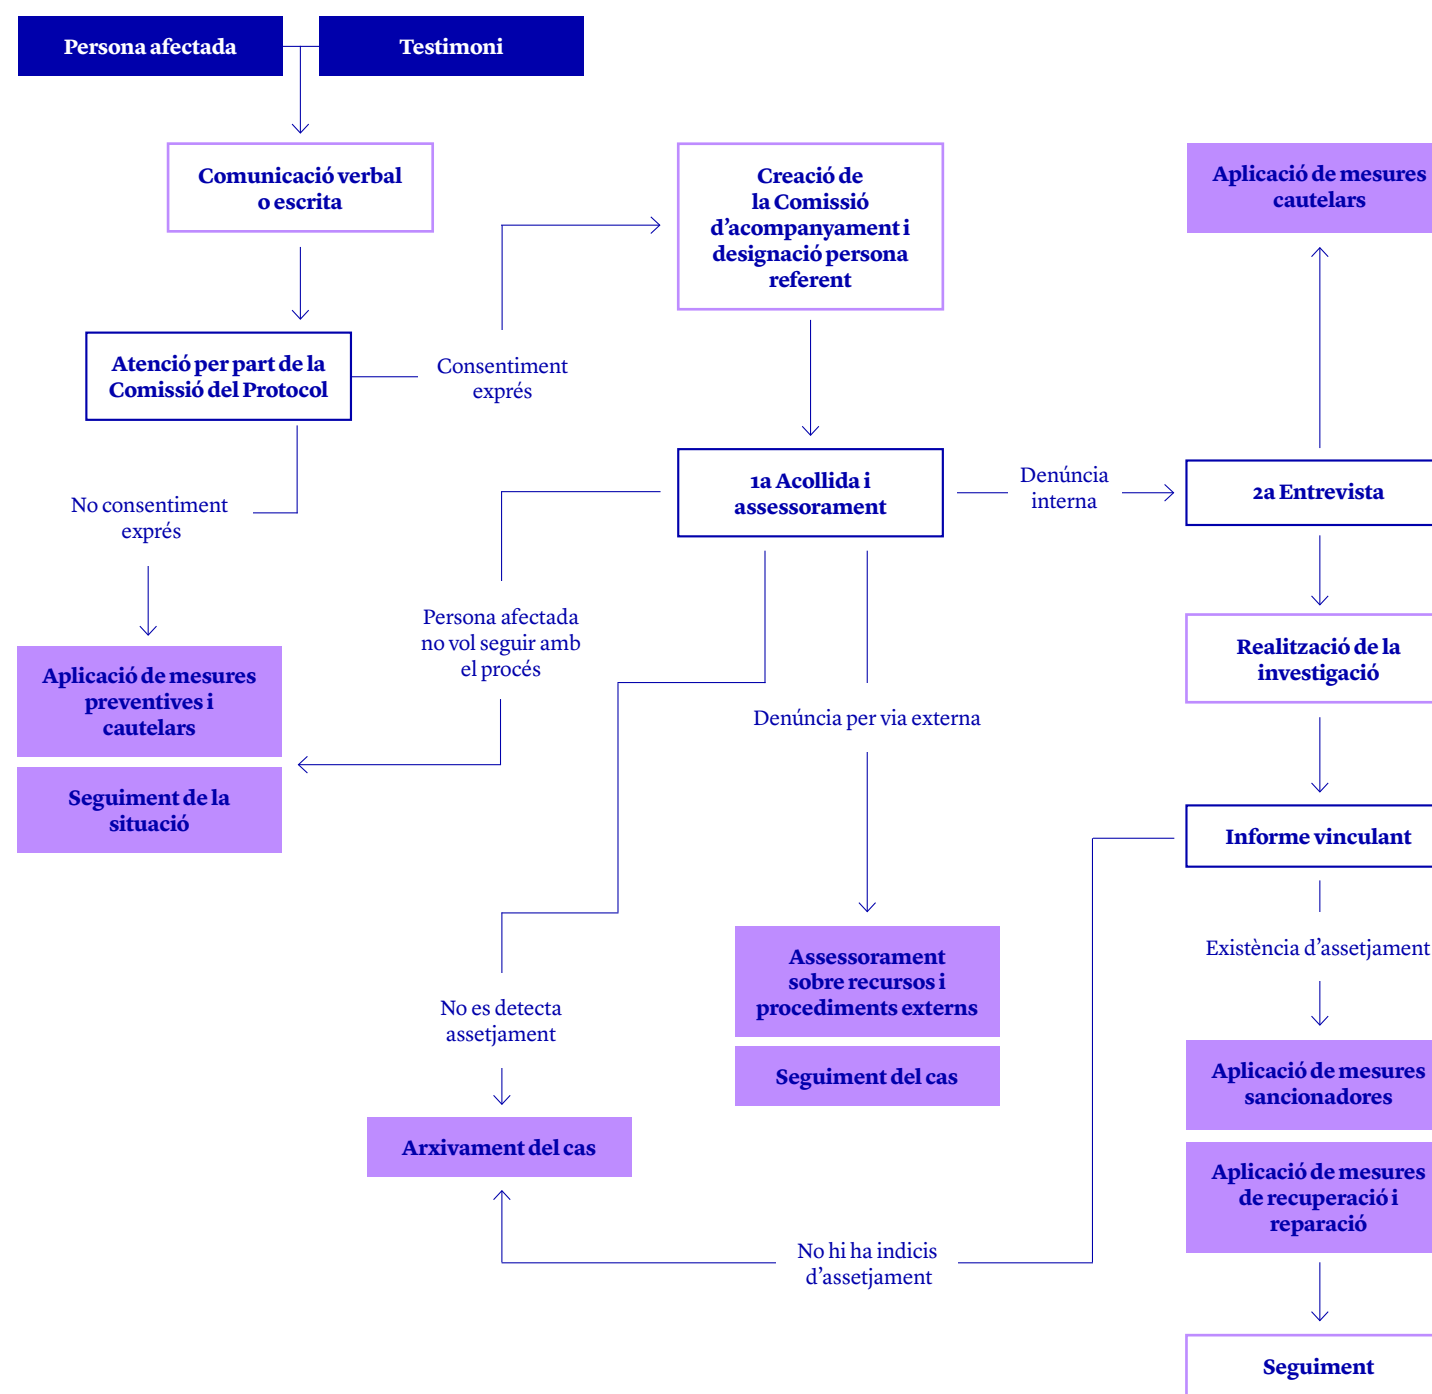 Persona afectada
Testimoni
Comunicació verbal
o escrita
Creació de
la Comissió
d’acompanyament i
designació persona
referent
Aplicació de mesures
cautelars
Atenció per part de la
Comissió del Protocol
Consentiment
exprés
No consentiment
exprés
1a Acollida i
assessorament
Denúncia
interna
2a Entrevista
Persona afectada
no vol seguir amb
el procés
Realització de la
investigació
Aplicació de mesures
preventives i
cautelars
Seguiment de la
situació
Denúncia per via externa
Informe vinculant
Existència d’assetjament
Assessorament
sobre recursos i
procediments externs
Seguiment del cas
No es detecta
assetjament
Arxivament del cas
Aplicació de mesures
sancionadores
Aplicació de mesures
de recuperació i
reparació
No hi ha indicis
d’assetjament
Seguiment